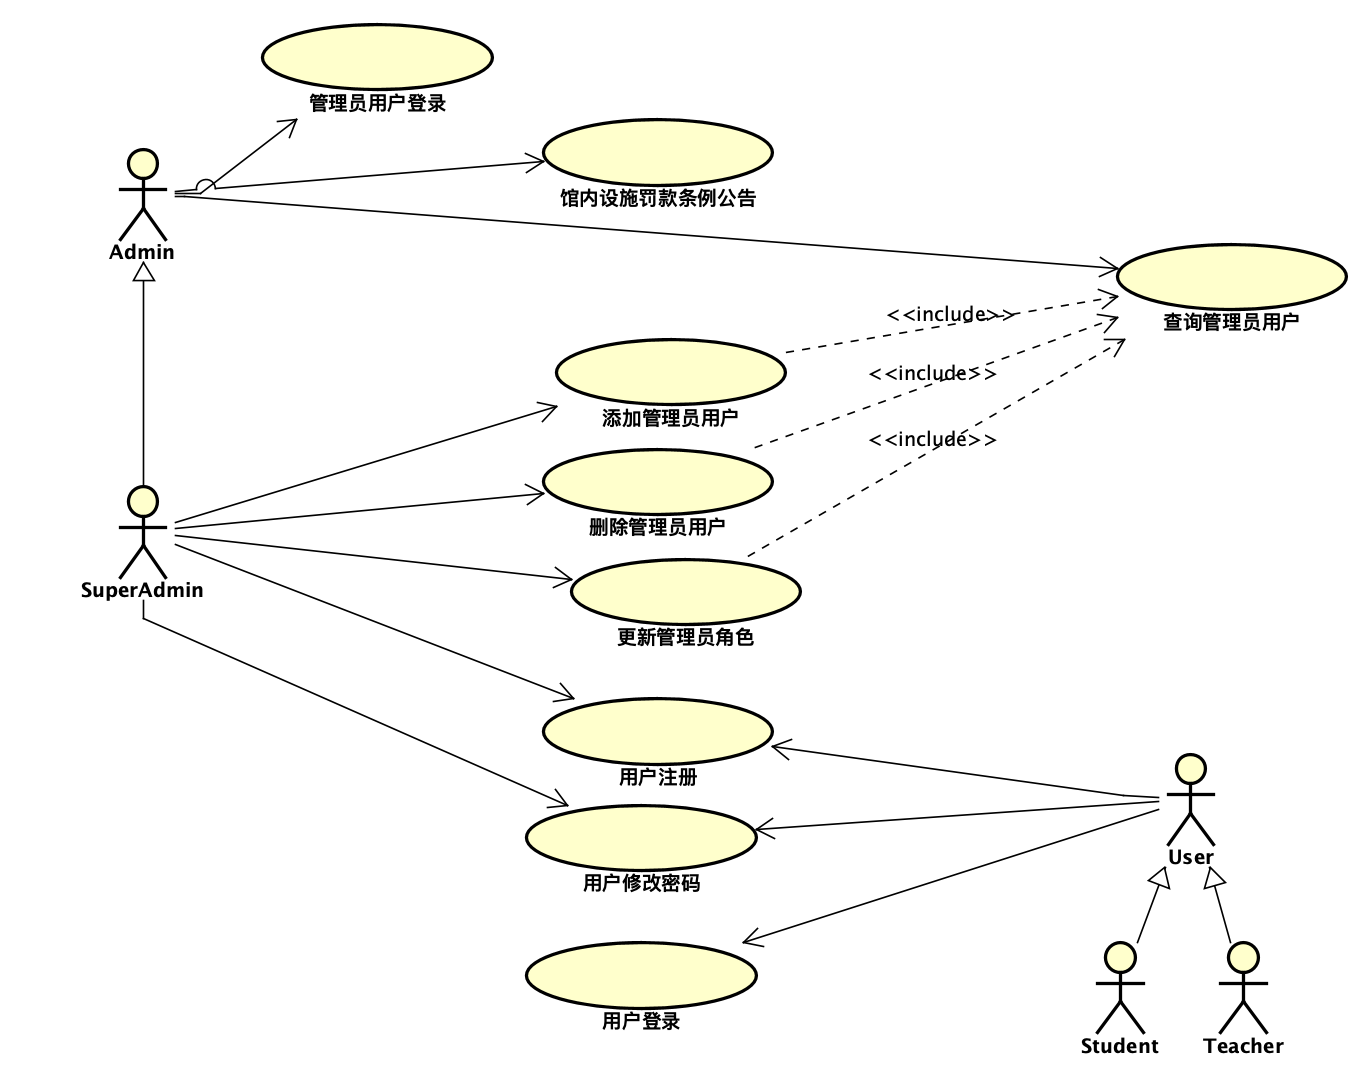 管理员用户登录
馆内设施罚款条例公告
Admin
<<include>>
查询管理员用户
<<include>>
添加管理员用户
<<include>>
删除管理员用户
SuperAdmin
更新管理员角色
用户注册
User
用户修改密码
用户登录
Student
Teacher